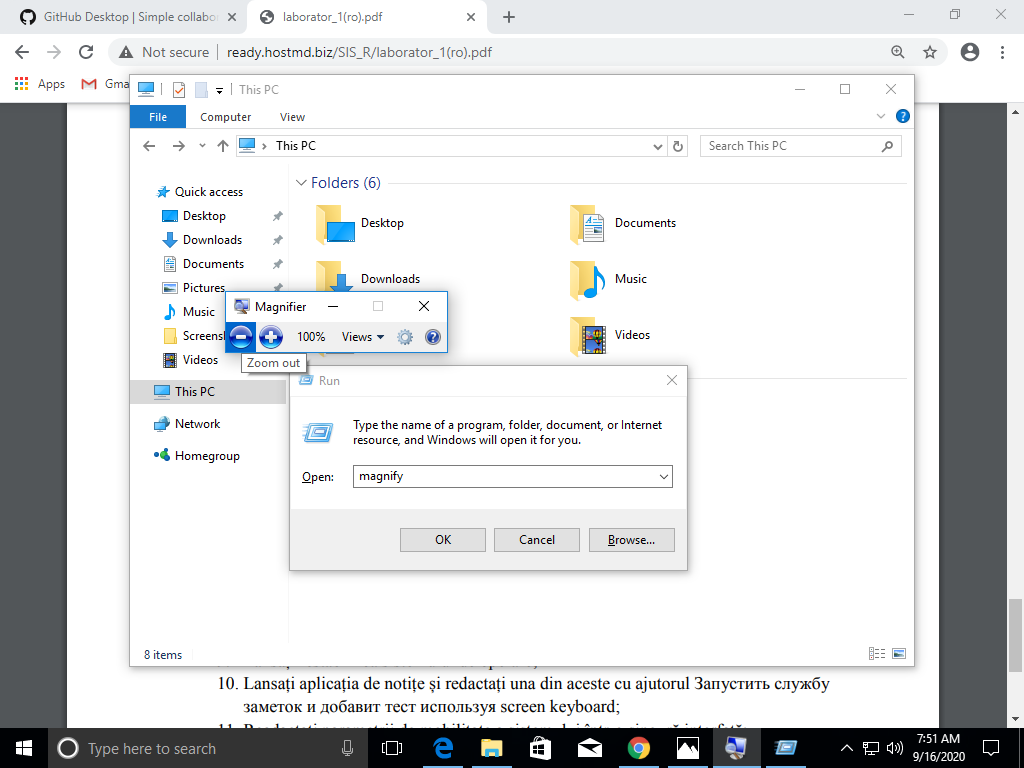 GitHub Desktop | Simple collabo
laborator_1(ro).pdf
Not secure
ready.hostmd.biz/SIS_R/laborator_1(ro).pdf
Apps
Gma
This PC
File
Computer
View
This PC
Search This PC
Quick access
Desktop
Downloads
Documents
Pictures
Music
Screens
Videos
This PC
Network
Homegroup
Folders (6)
Desktop
Documents
Downloads
Music
Videos
Magnifier
100%
Views
Zoom out
Run
Type the name of a program, folder, document, or Internet
resource, and Windows will open it for you.
Open:
magnify
OK
Cancel
Browse...
8 items
10. Lansați aplicația de notițe și redactați una din aceste cu ajutorul Запустить службу
заметок и добавит тест используя screen keyboard;
Type here to search
7:51 AM
9/16/2020